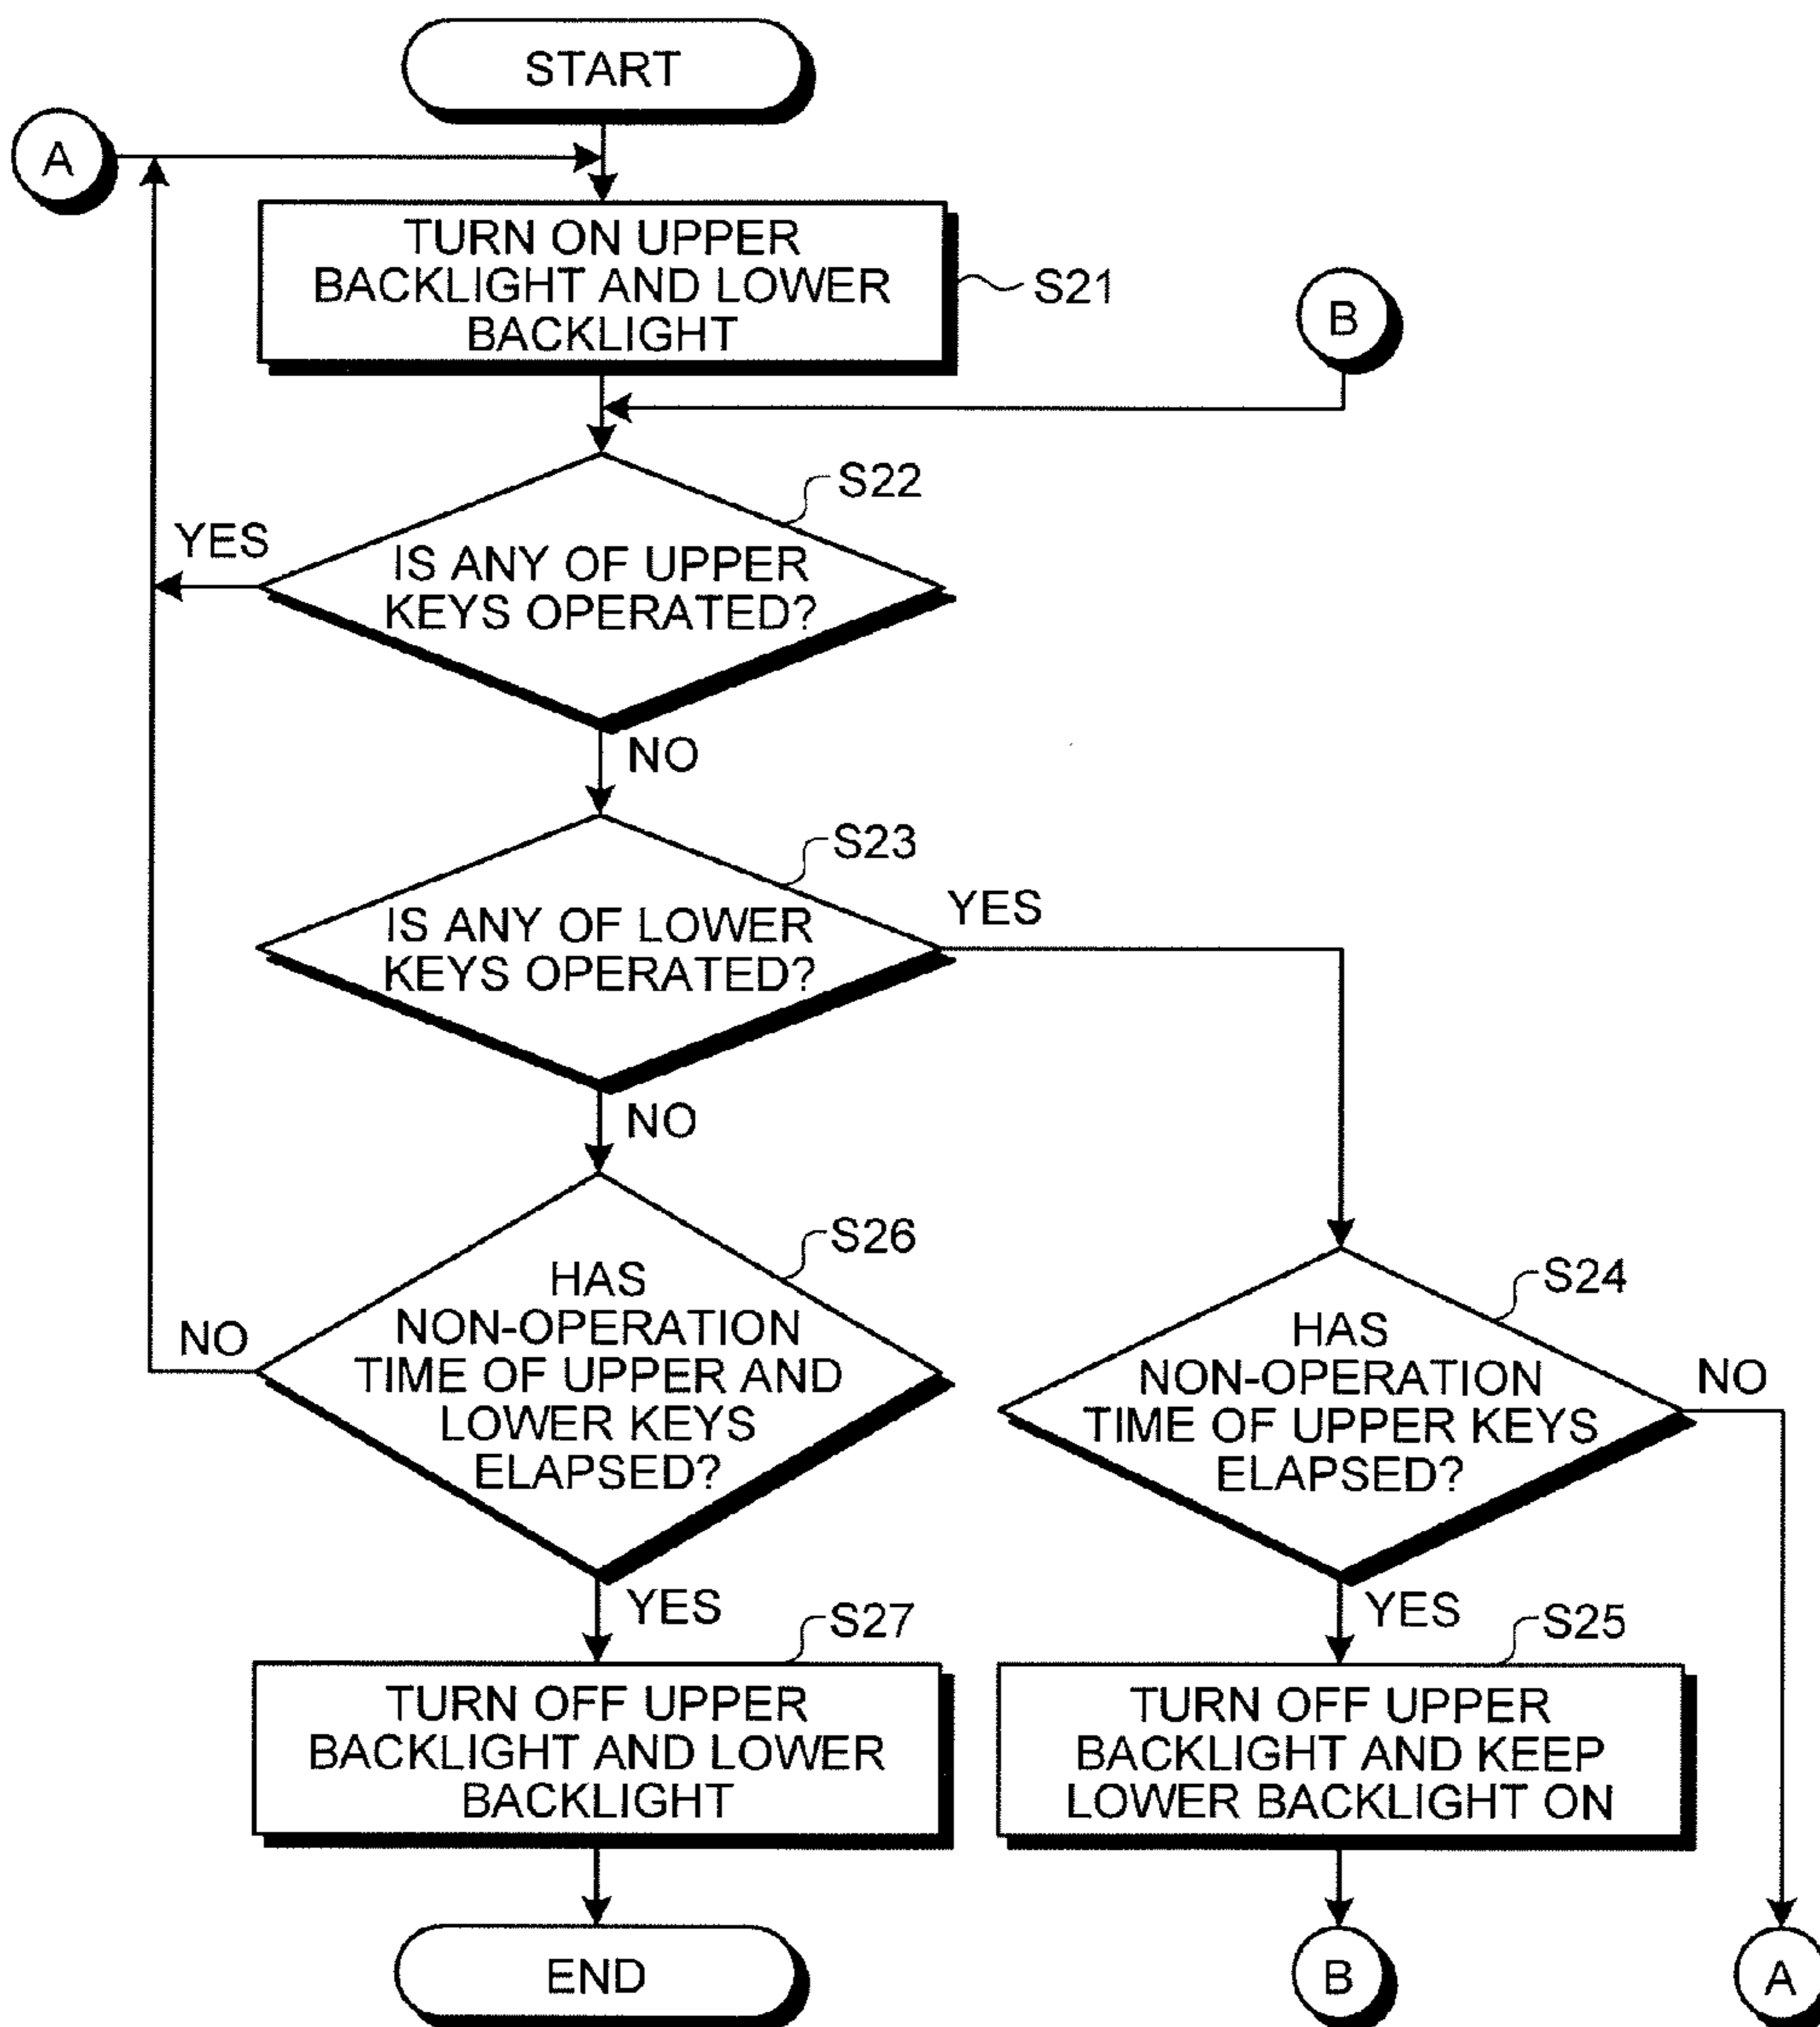 START
A
TURN ON UPPER
BACKLIGHT AND LOWER
BACKLIGHT
S21
B
S22
YES
IS ANY OF UPPER
KEYS OPERATED?
NO
S23
YES
IS ANY OF LOWER
KEYS OPERATED?
NO
S26
HAS
NON-OPERATION
TIME OF UPPER AND
LOWER KEYS
ELAPSED?
NO
S24
HAS
NON-OPERATION
TIME OF UPPER KEYS
ELAPSED?
NO
YES
S27
YES
S25
TURN OFF UPPER
BACKLIGHT AND LOWER
BACKLIGHT
TURN OFF UPPER
BACKLIGHT AND KEEP
LOWER BACKLIGHT ON
END
B
A